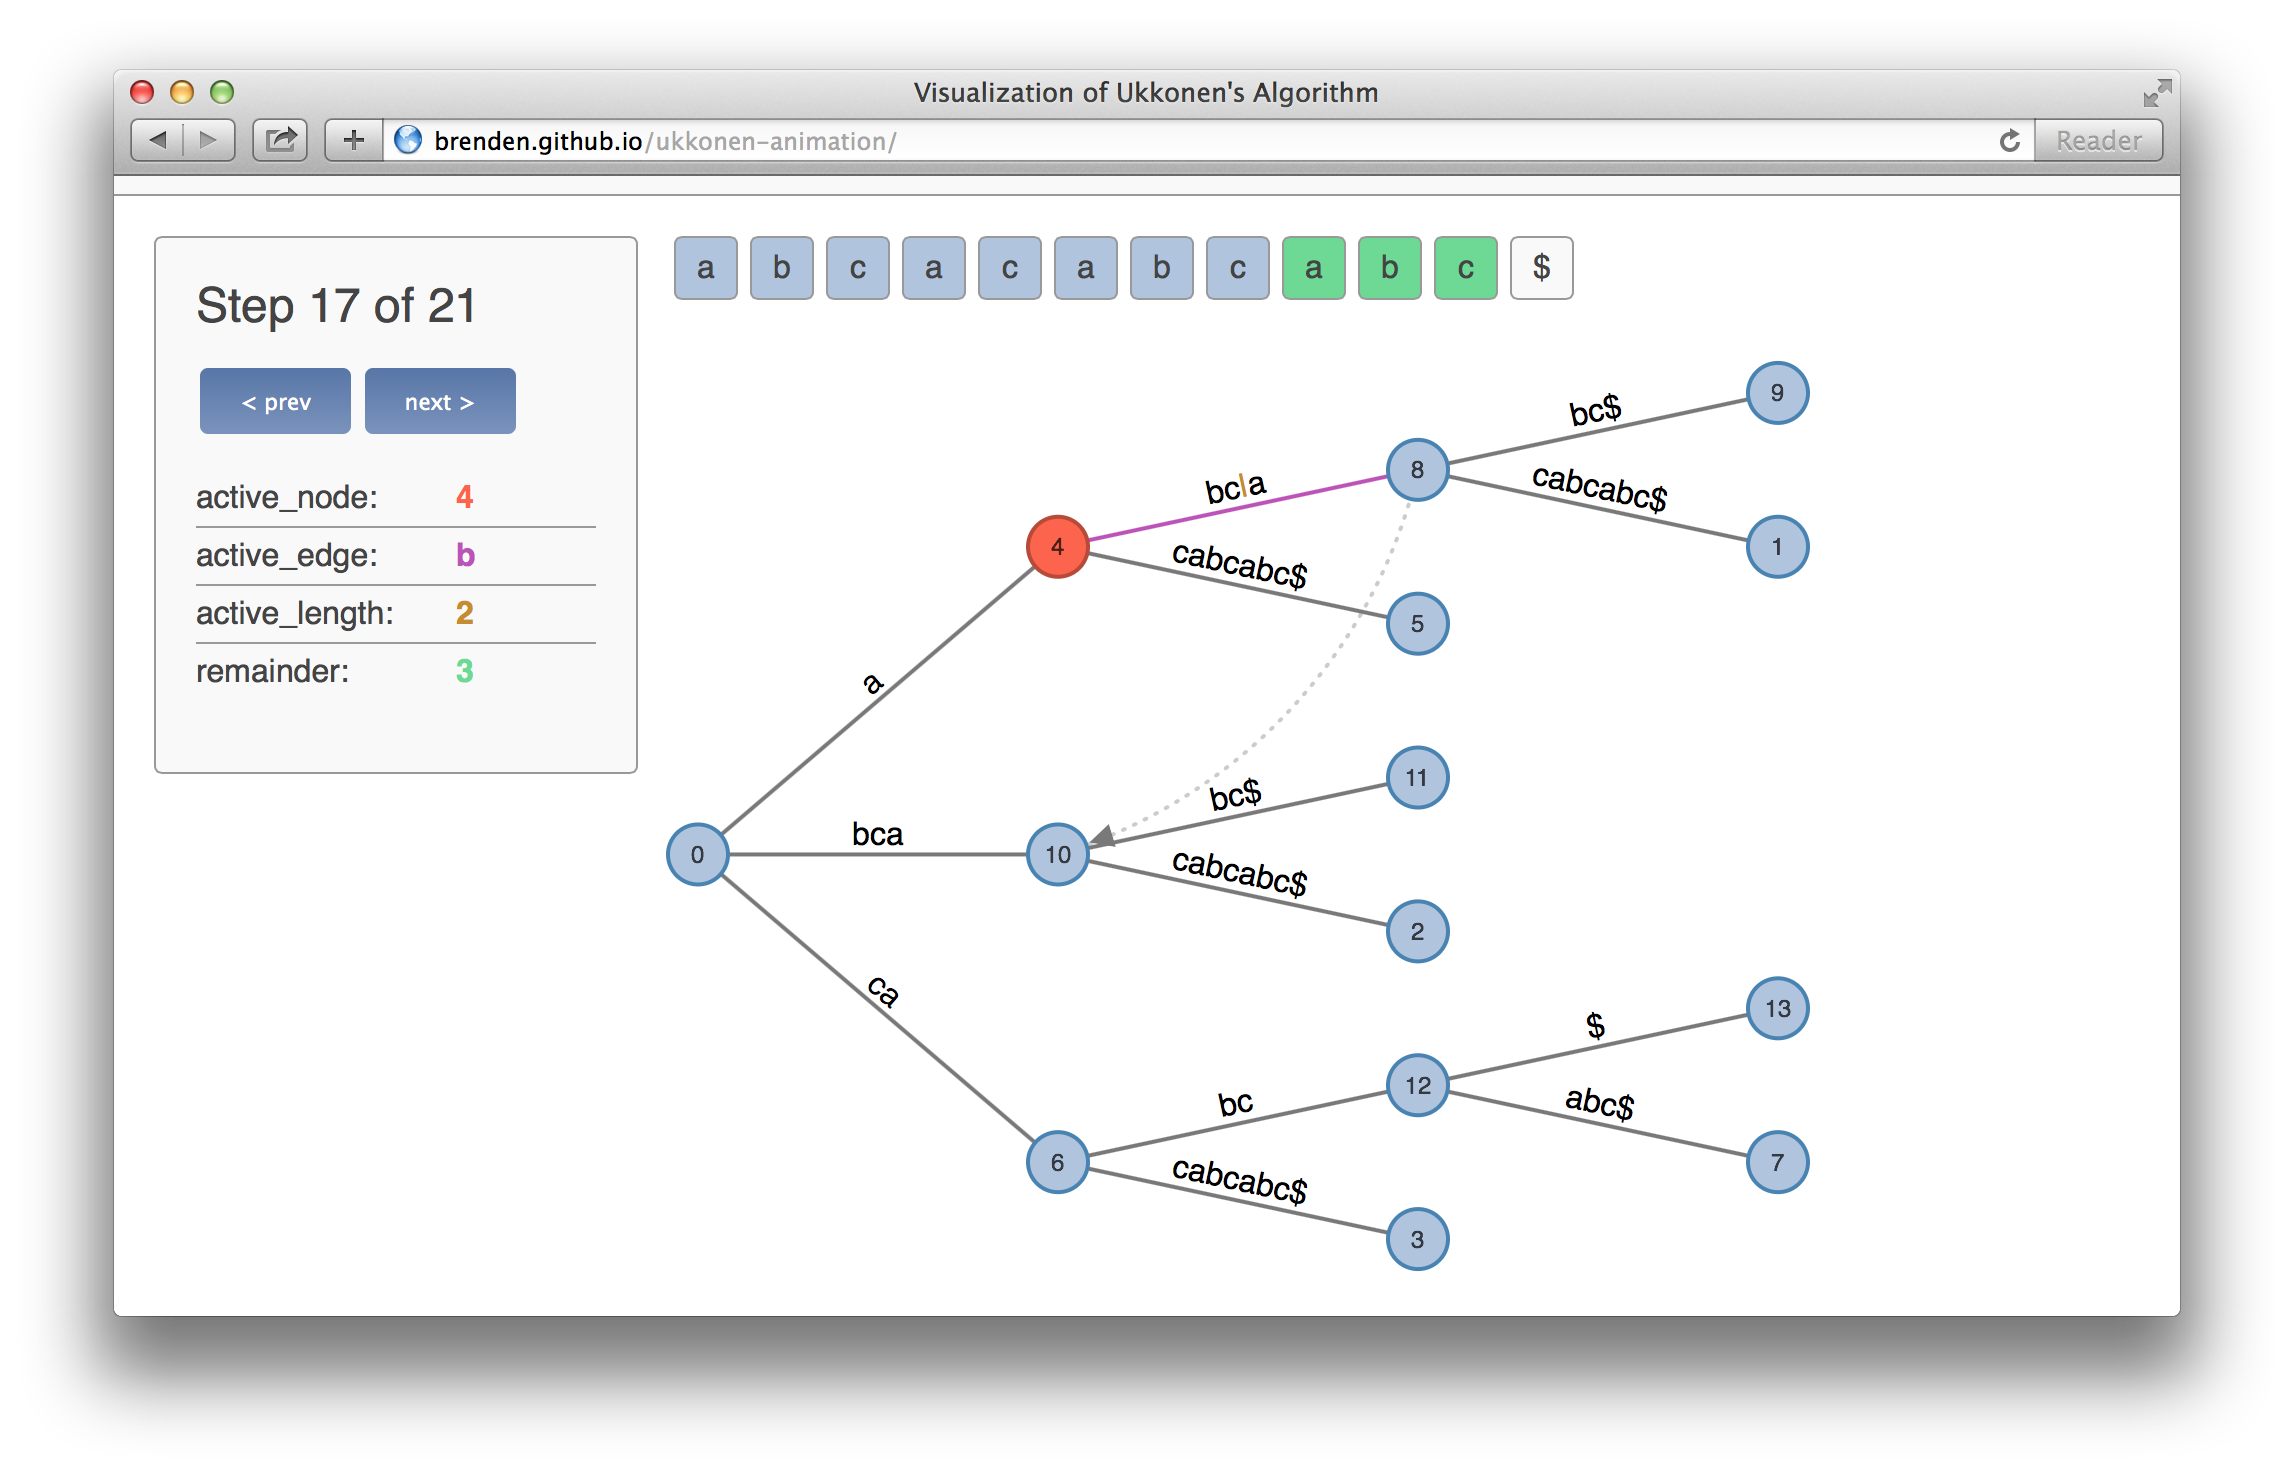 Visualization of Ukkonen's Algorithm
brenden.github.io/ukkonen-animation/
Reader
a b c a c a b c a b c $
Step 17 of 21
< prev next >
active_node: 4
active_edge: b
active_length: 2
remainder: 3
9
bc$
8
cabcabc$
bcla
1
4
cabcabc$
5
a
11
bc$
0
bca
10
cabcabc$
2
ca
13
$
12
bc
abc$
6
7
cabcabc$
3